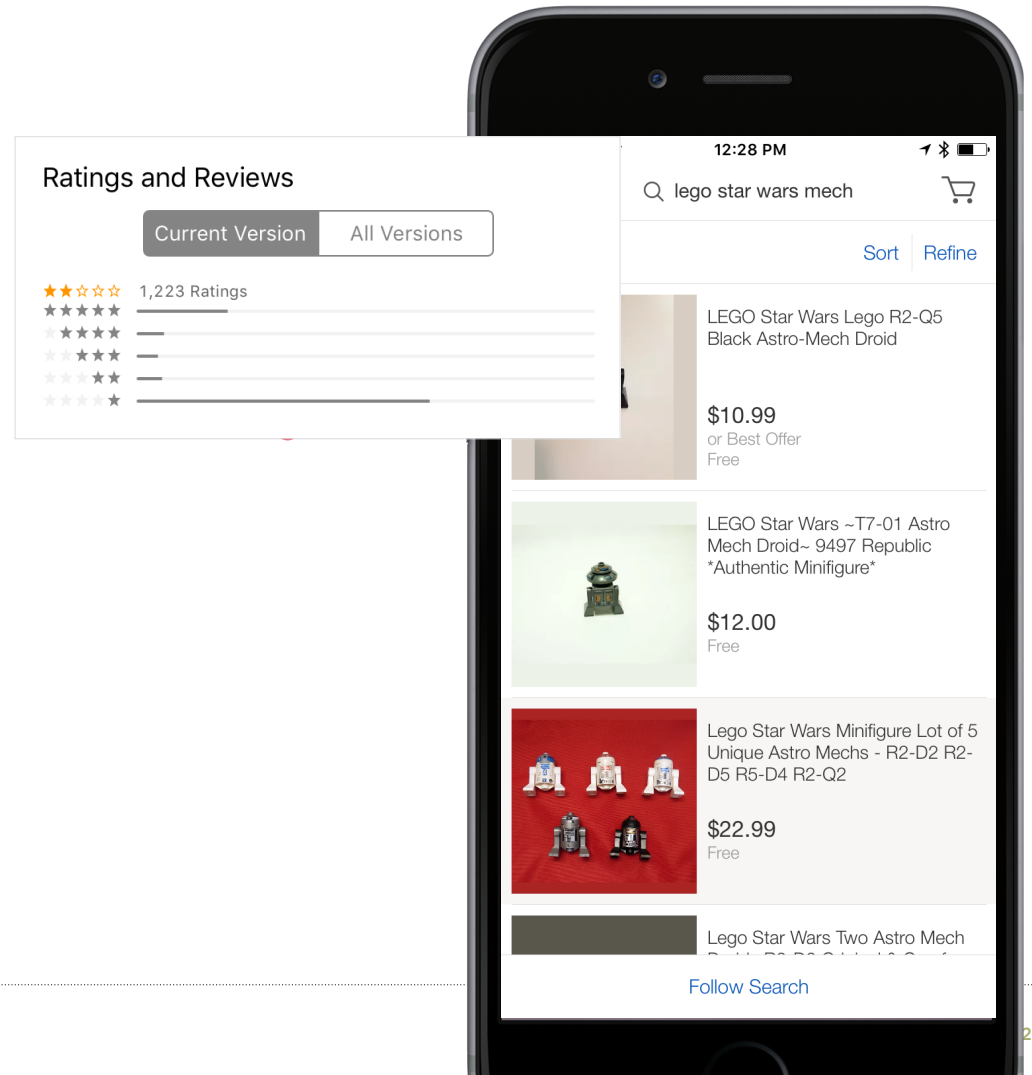 Ratings and Reviews
Current Version All Versions
1,223 Ratings
12:28 PM
lego star wars mech
Sort Refine
LEGO Star Wars Lego R2-Q5
Black Astro-Mech Droid
$10.99
or Best Offer
Free
LEGO Star Wars ~T7-01 Astro
Mech Droid~ 9497 Republic
*Authentic Minifigure*
$12.00
Free
Lego Star Wars Minifigure Lot of 5
Unique Astro Mechs - R2-D2 R2-
D5 R5-D4 R2-Q2
$22.99
Free
Lego Star Wars Two Astro Mech
Follow Search
2